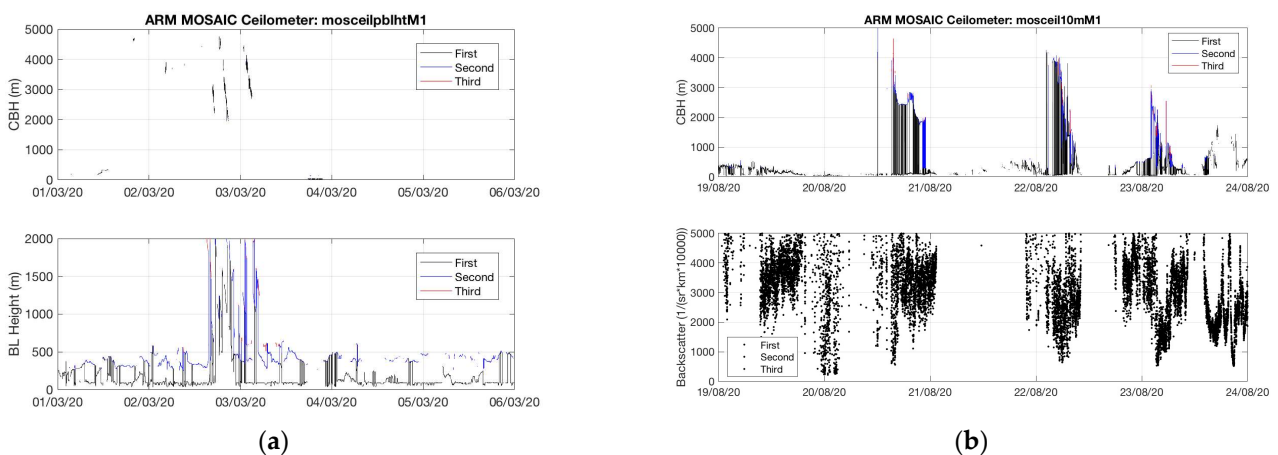 ARM MOSAIC Ceilometer: mosceilpblhtM1
CBH (m)
5000
4000
3000
2000
1000
0
First
Second
Third
01/03/20 02/03/20 03/03/20 04/03/20 05/03/20 06/03/20
BL Height (m)
2000
1500
1000
500
0
First
Second
Third
01/03/20 02/03/20 03/03/20 04/03/20 05/03/20 06/03/20
(a)
ARM MOSAIC Ceilometer: mosceil10mM1
CBH (m)
5000
4000
3000
2000
1000
0
First
Second
Third
19/08/20 20/08/20 21/08/20 22/08/20 23/08/20 24/08/20
Backscatter (1/(sr*km*10000))
5000
4000
3000
2000
1000
0
First
Second
Third
19/08/20 20/08/20 21/08/20 22/08/20 23/08/20 24/08/20
(b)